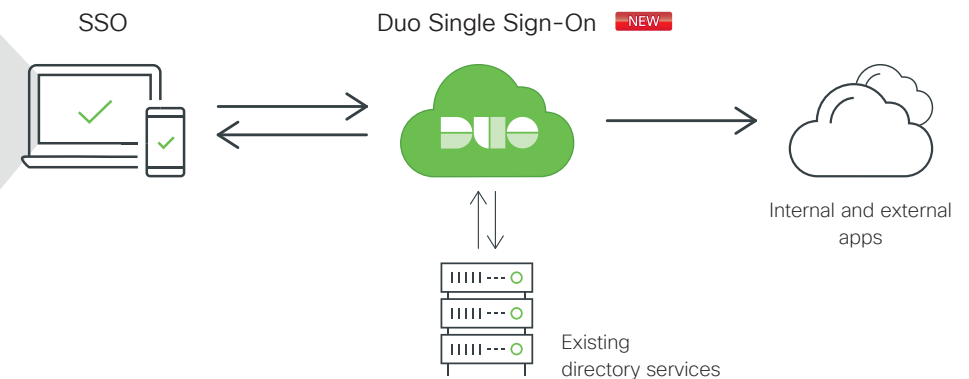 SSO
Duo Single Sign-On NEW
DUO
Internal and external
apps
Existing
directory services